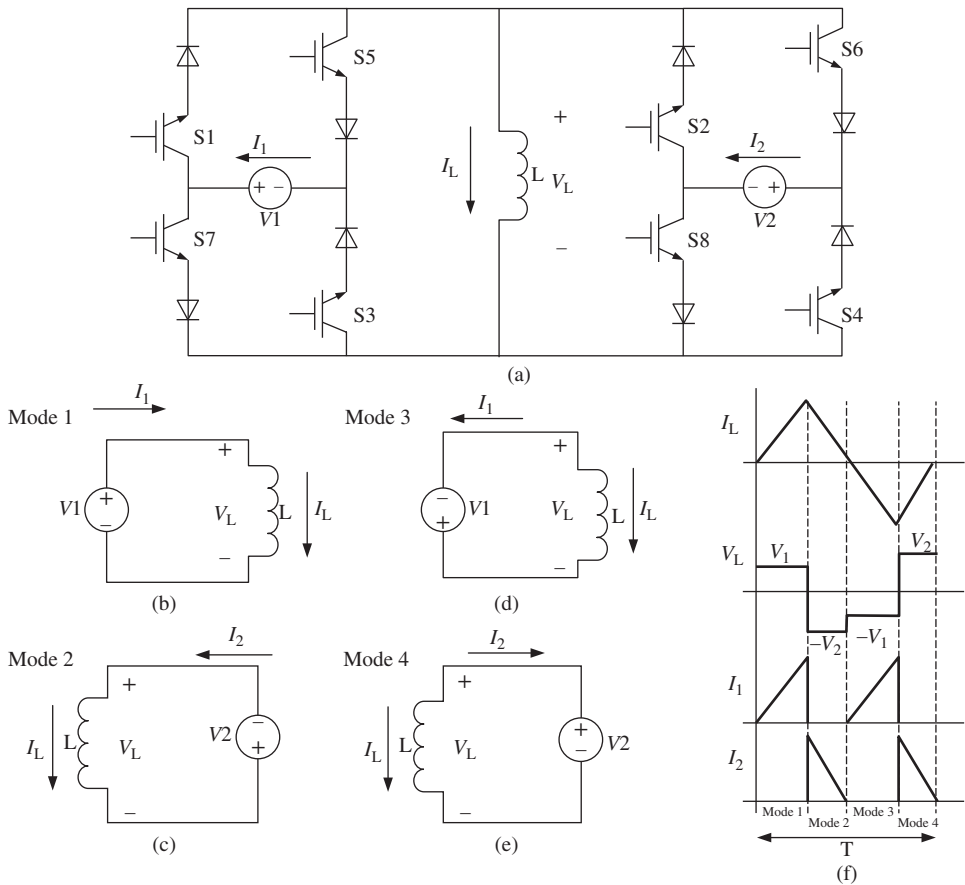 S5
S6
S1
S2
I1
I2
IL
+
L
VL
−
+ −
V1
− +
V2
S7
S8
S3
S4
(a)
Mode 1
I1
+
V1
+
−
VL
L
IL
−
(b)
Mode 3
I1
+
−
V1
+
VL
L
IL
−
(d)
Mode 2
I2
+
IL
L
VL
V2
−
+
−
(c)
Mode 4
I2
+
IL
L
VL
+
−
V2
−
(e)
IL
VL
V1
V2
−V2
−V1
I1
I2
Mode 1
Mode 2
Mode 3
Mode 4
T
(f)